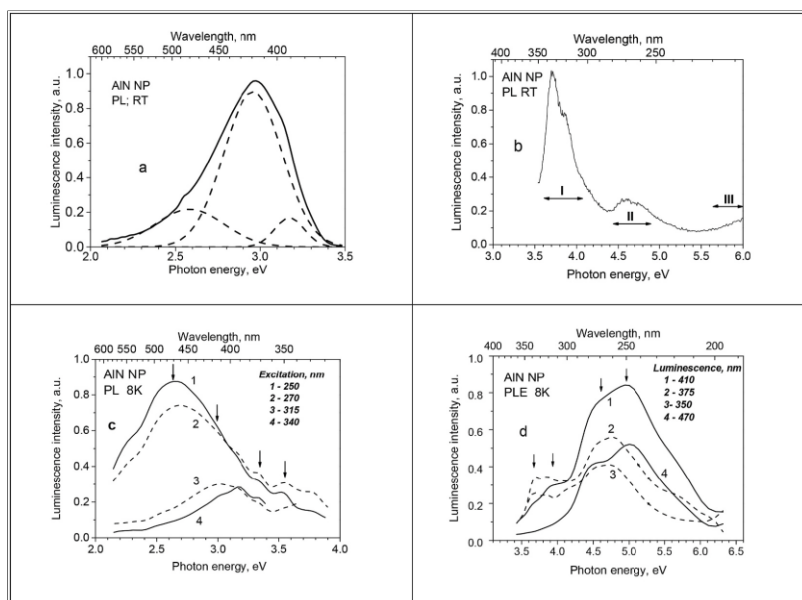 Wavelength, nm
600 550 500 450 400
AlN NP
PL; RT
a
Luminescence intensity, a.u.
1.0
0.8
0.6
0.4
0.2
0.0
2.0 2.5 3.0 3.5
Photon energy, eV
Wavelength, nm
400 350 300 250
AlN NP
PL RT
b
I
II
III
Luminescence intensity, a.u.
1.0
0.8
0.6
0.4
0.2
0.0
3.0 3.5 4.0 4.5 5.0 5.5 6.0
Photon energy, eV
Wavelength, nm
600 550 500 450 400 350
AlN NP
PL 8K
c
Excitation, nm
1 - 250
2 - 270
3 - 315
4 - 340
1
2
3
4
Luminescence intensity, a.u.
1.0
0.8
0.6
0.4
0.2
0.0
2.0 2.5 3.0 3.5 4.0
Photon energy, eV
Wavelength, nm
400 350 300 250 200
AlN NP
PLE 8K
d
Luminescence, nm
1 - 410
2 - 375
3- 350
4 - 470
1
2
3
4
Luminescence intensity, a.u.
1.0
0.8
0.6
0.4
0.2
0.0
3.0 3.5 4.0 4.5 5.0 5.5 6.0 6.5
Photon energy, eV